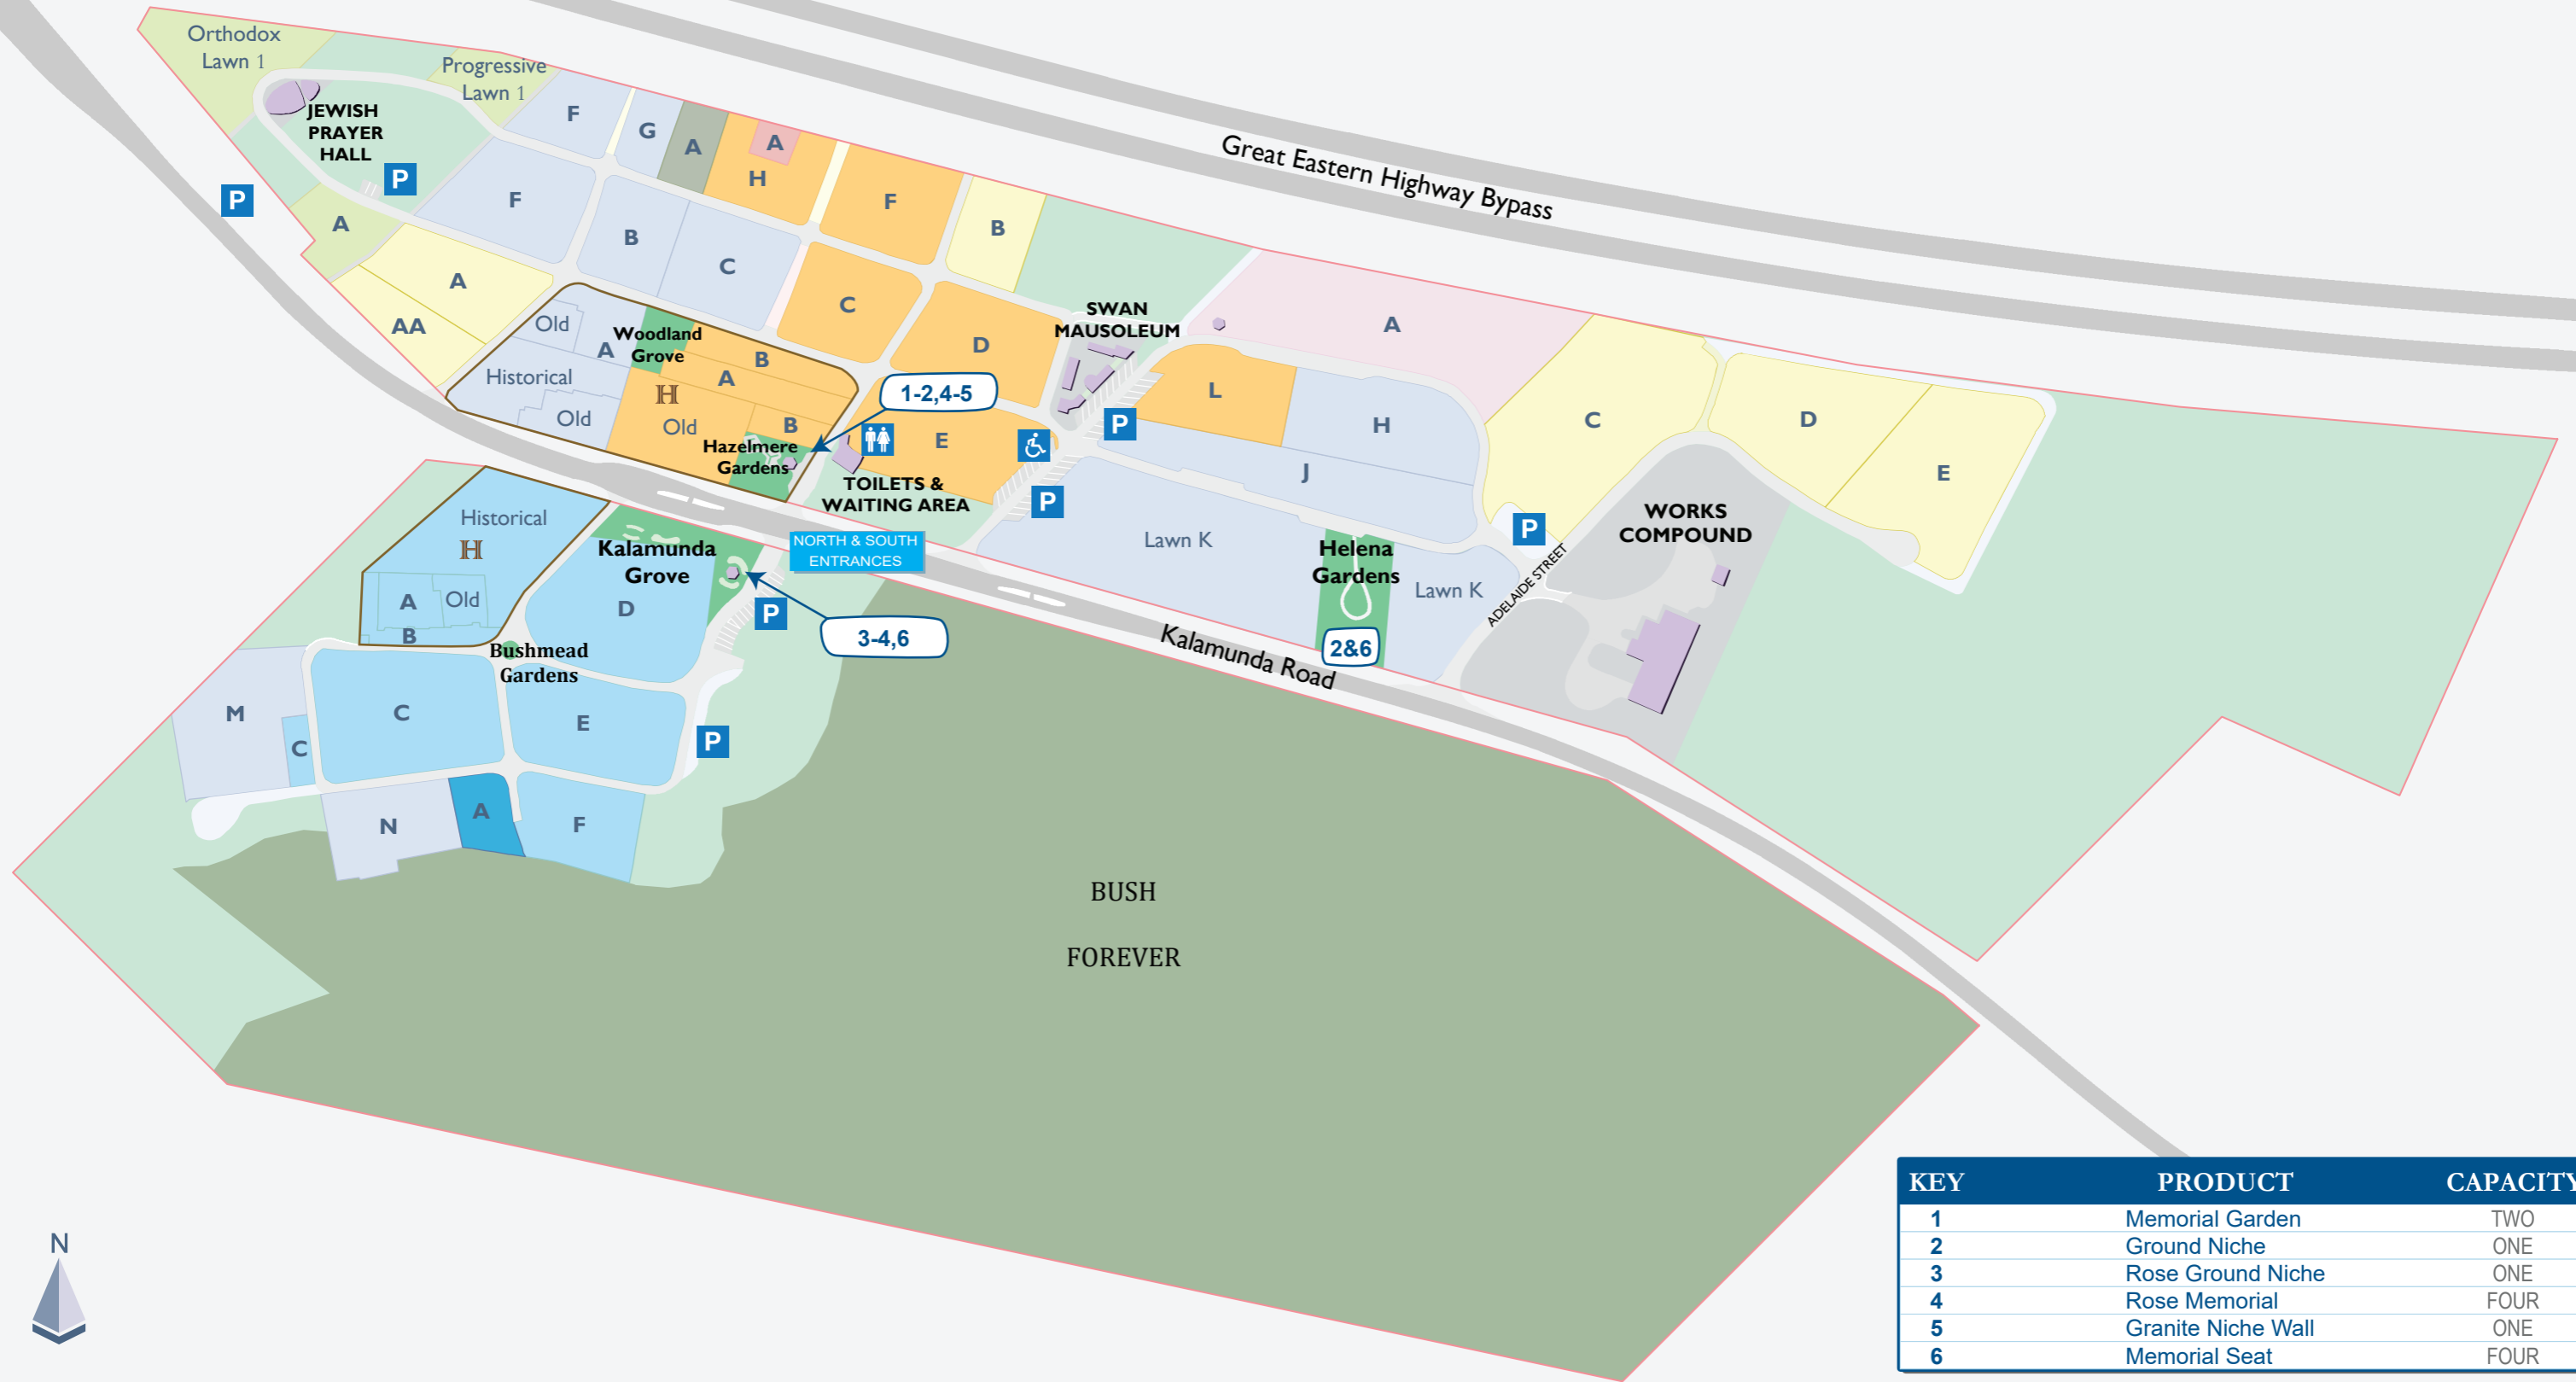 Orthodox
Lawn 1
Progressive
Lawn 1
JEWISH
PRAYER
HALL
P
P
F
G
A
A
H
F
B
A
F
B
C
C
D
A
AA
Great Eastern Highway Bypass
SWAN
MAUSOLEUM
A
Old
A
Woodland
Grove
B
A
Historical
H
Old
Old
B
Hazelmere
Gardens
1-2,4-5
E
TOILETS &
WAITING AREA
P
P
L
H
J
C
D
E
Lawn K
Helena
Gardens
Lawn K
2&6
P
ADELAIDE STREET
WORKS
COMPOUND
NORTH & SOUTH
ENTRANCES
Historical
H
Kalamunda
Grove
D
P
3-4,6
Kalamunda Road
A
Old
B
Bushmead
Gardens
M
C
C
E
P
N
A
F
BUSH
FOREVER
N
KEY PRODUCT CAPACITY
1 Memorial Garden TWO
2 Ground Niche ONE
3 Rose Ground Niche ONE
4 Rose Memorial FOUR
5 Granite Niche Wall ONE
6 Memorial Seat FOUR